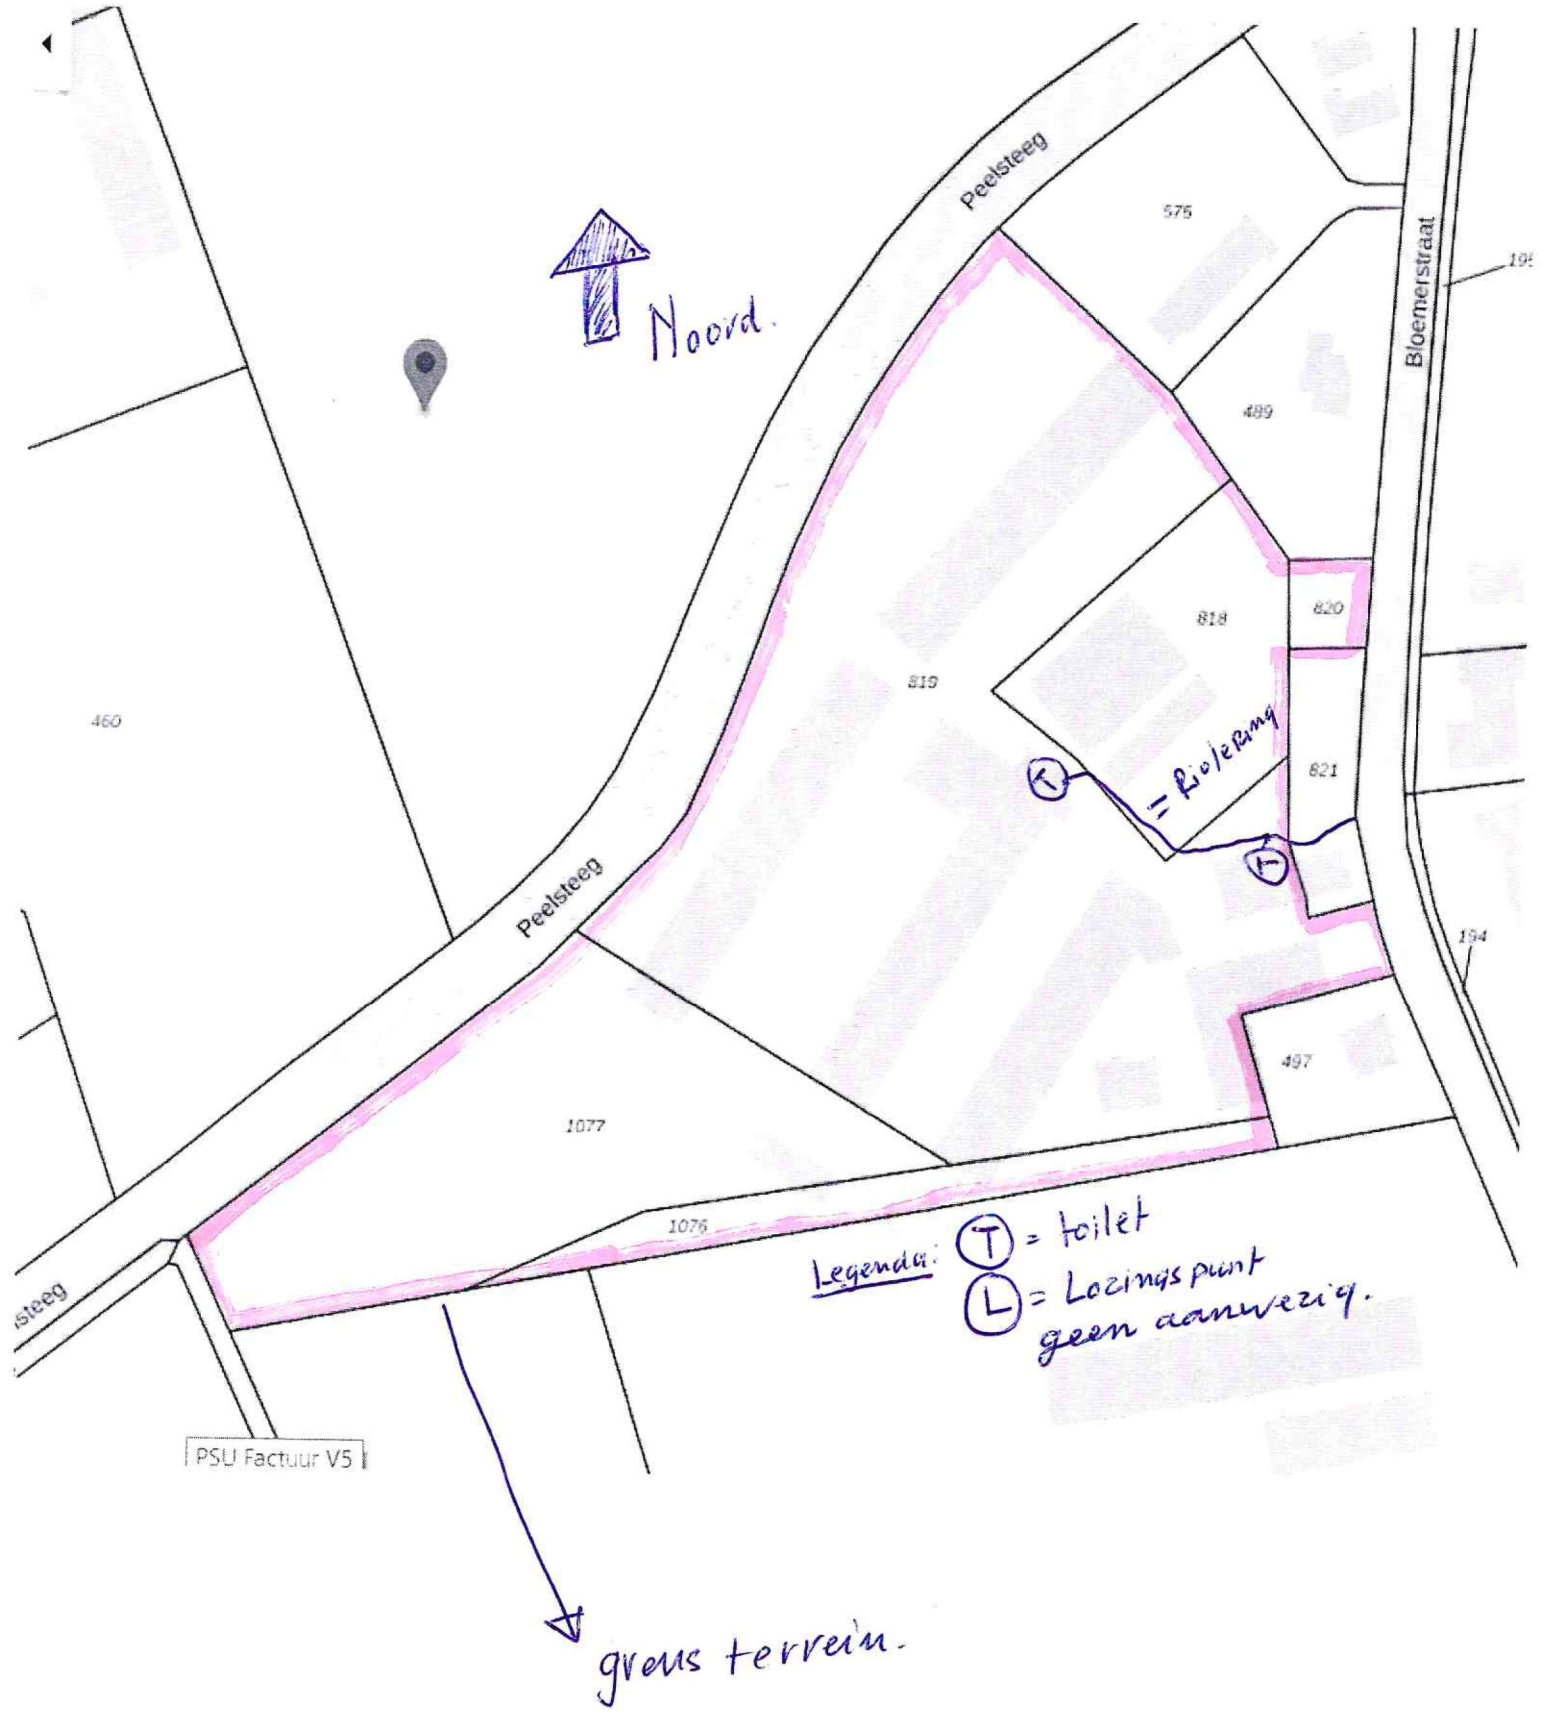 Peelsteeg
575
Bloemerstraat
195
Noord.
489
820
818
819
460
= Riolering
T
821
T
Peelsteeg
194
497
1077
1076
Legenda: T = toilet
L = Lozingspunt
geen aanwezig.
steeg
PSU Factuur V5
grens terrein.